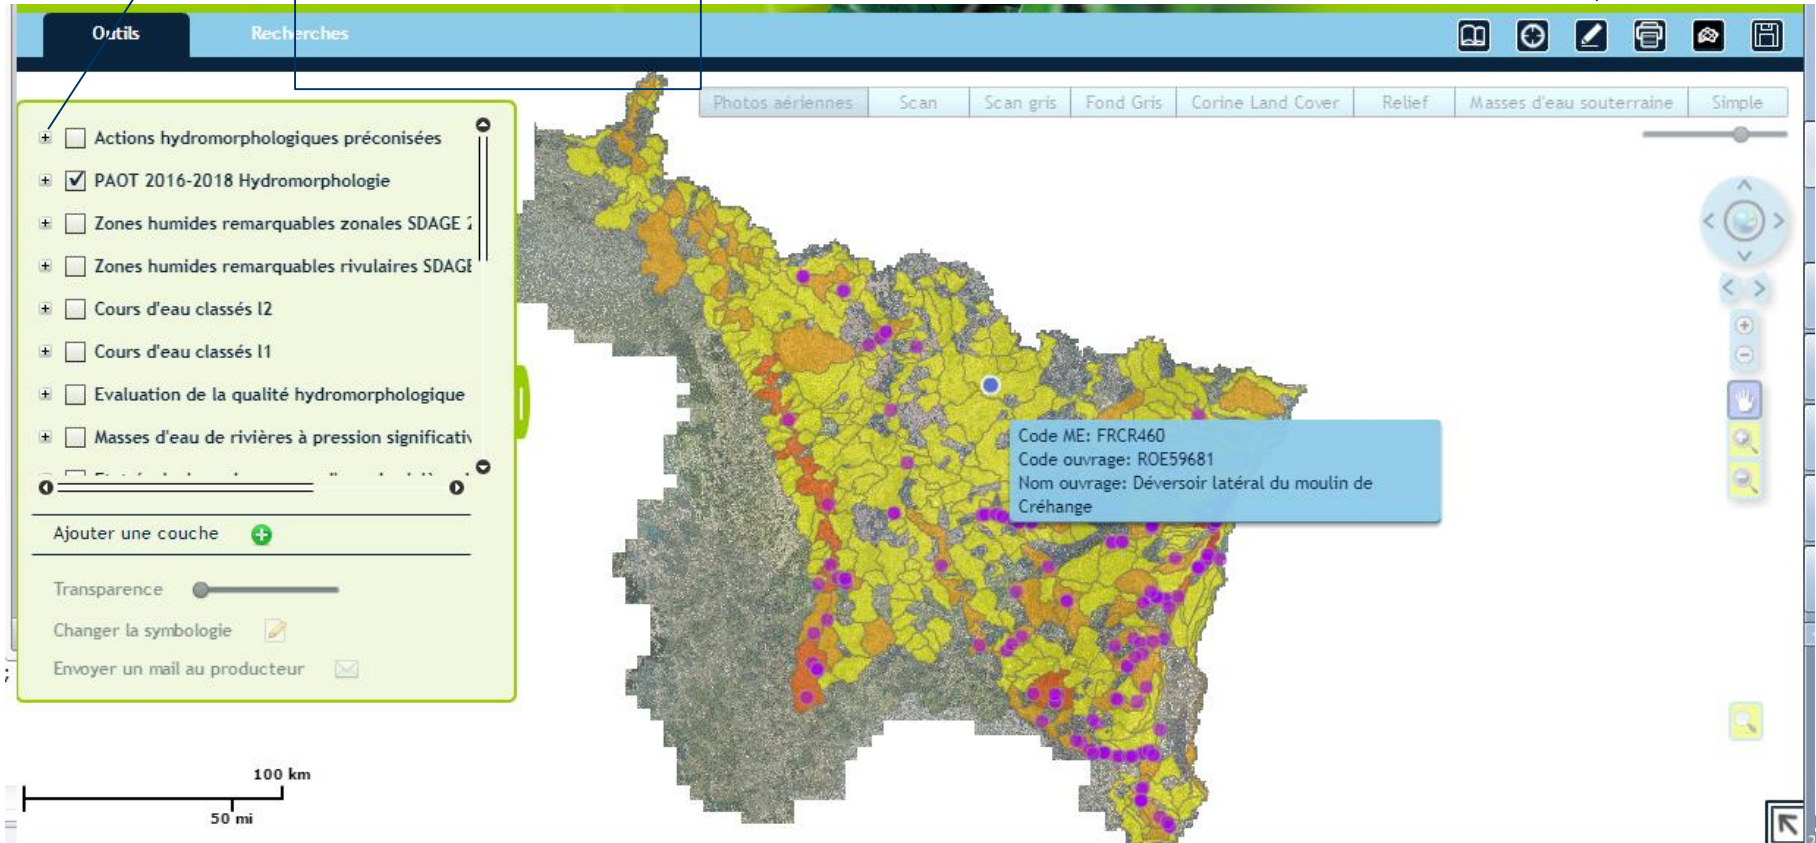 Outils
Recherches
Photos aériennes
Scan
Scan gris
Fond Gris
Corine Land Cover
Relief
Masses d'eau souterraine
Simple
Actions hydromorphologiques préconisées
PAOT 2016-2018 Hydromorphologie
Zones humides remarquables zonales SDAGE
Zones humides remarquables rivulaires SDAGE
Cours d'eau classés l2
Cours d'eau classés l1
Evaluation de la qualité hydromorphologique
Masses d'eau de rivières à pression significativ
Ajouter une couche
Transparence
Changer la symbologie
Envoyer un mail au producteur
Code ME: FRCR460
Code ouvrage: ROE59681
Nom ouvrage: Déversoir latéral du moulin de
Créhange
100 km
50 mi